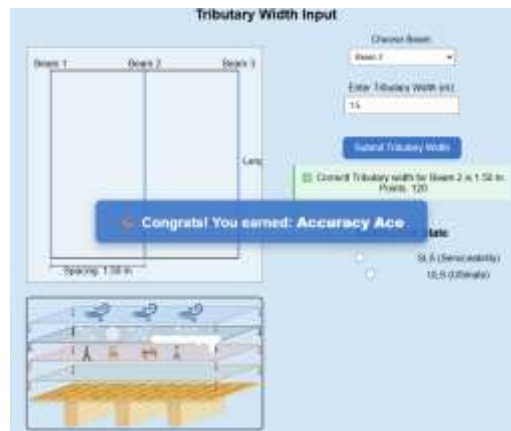 Tributary Width Input
Choose Beam
Beam 2
Beam 1 Beam 2 Beam 3
Enter Tributary Width (m)
1.5
Submit Tributary Width
Correct! Tributary width for Beam 2 is 1.50 m.
Points: 120
Congrats! You earned: Accuracy Ace
SLS (Serviceability)
ULS (Ultimate)
Spacing: 1.50 m